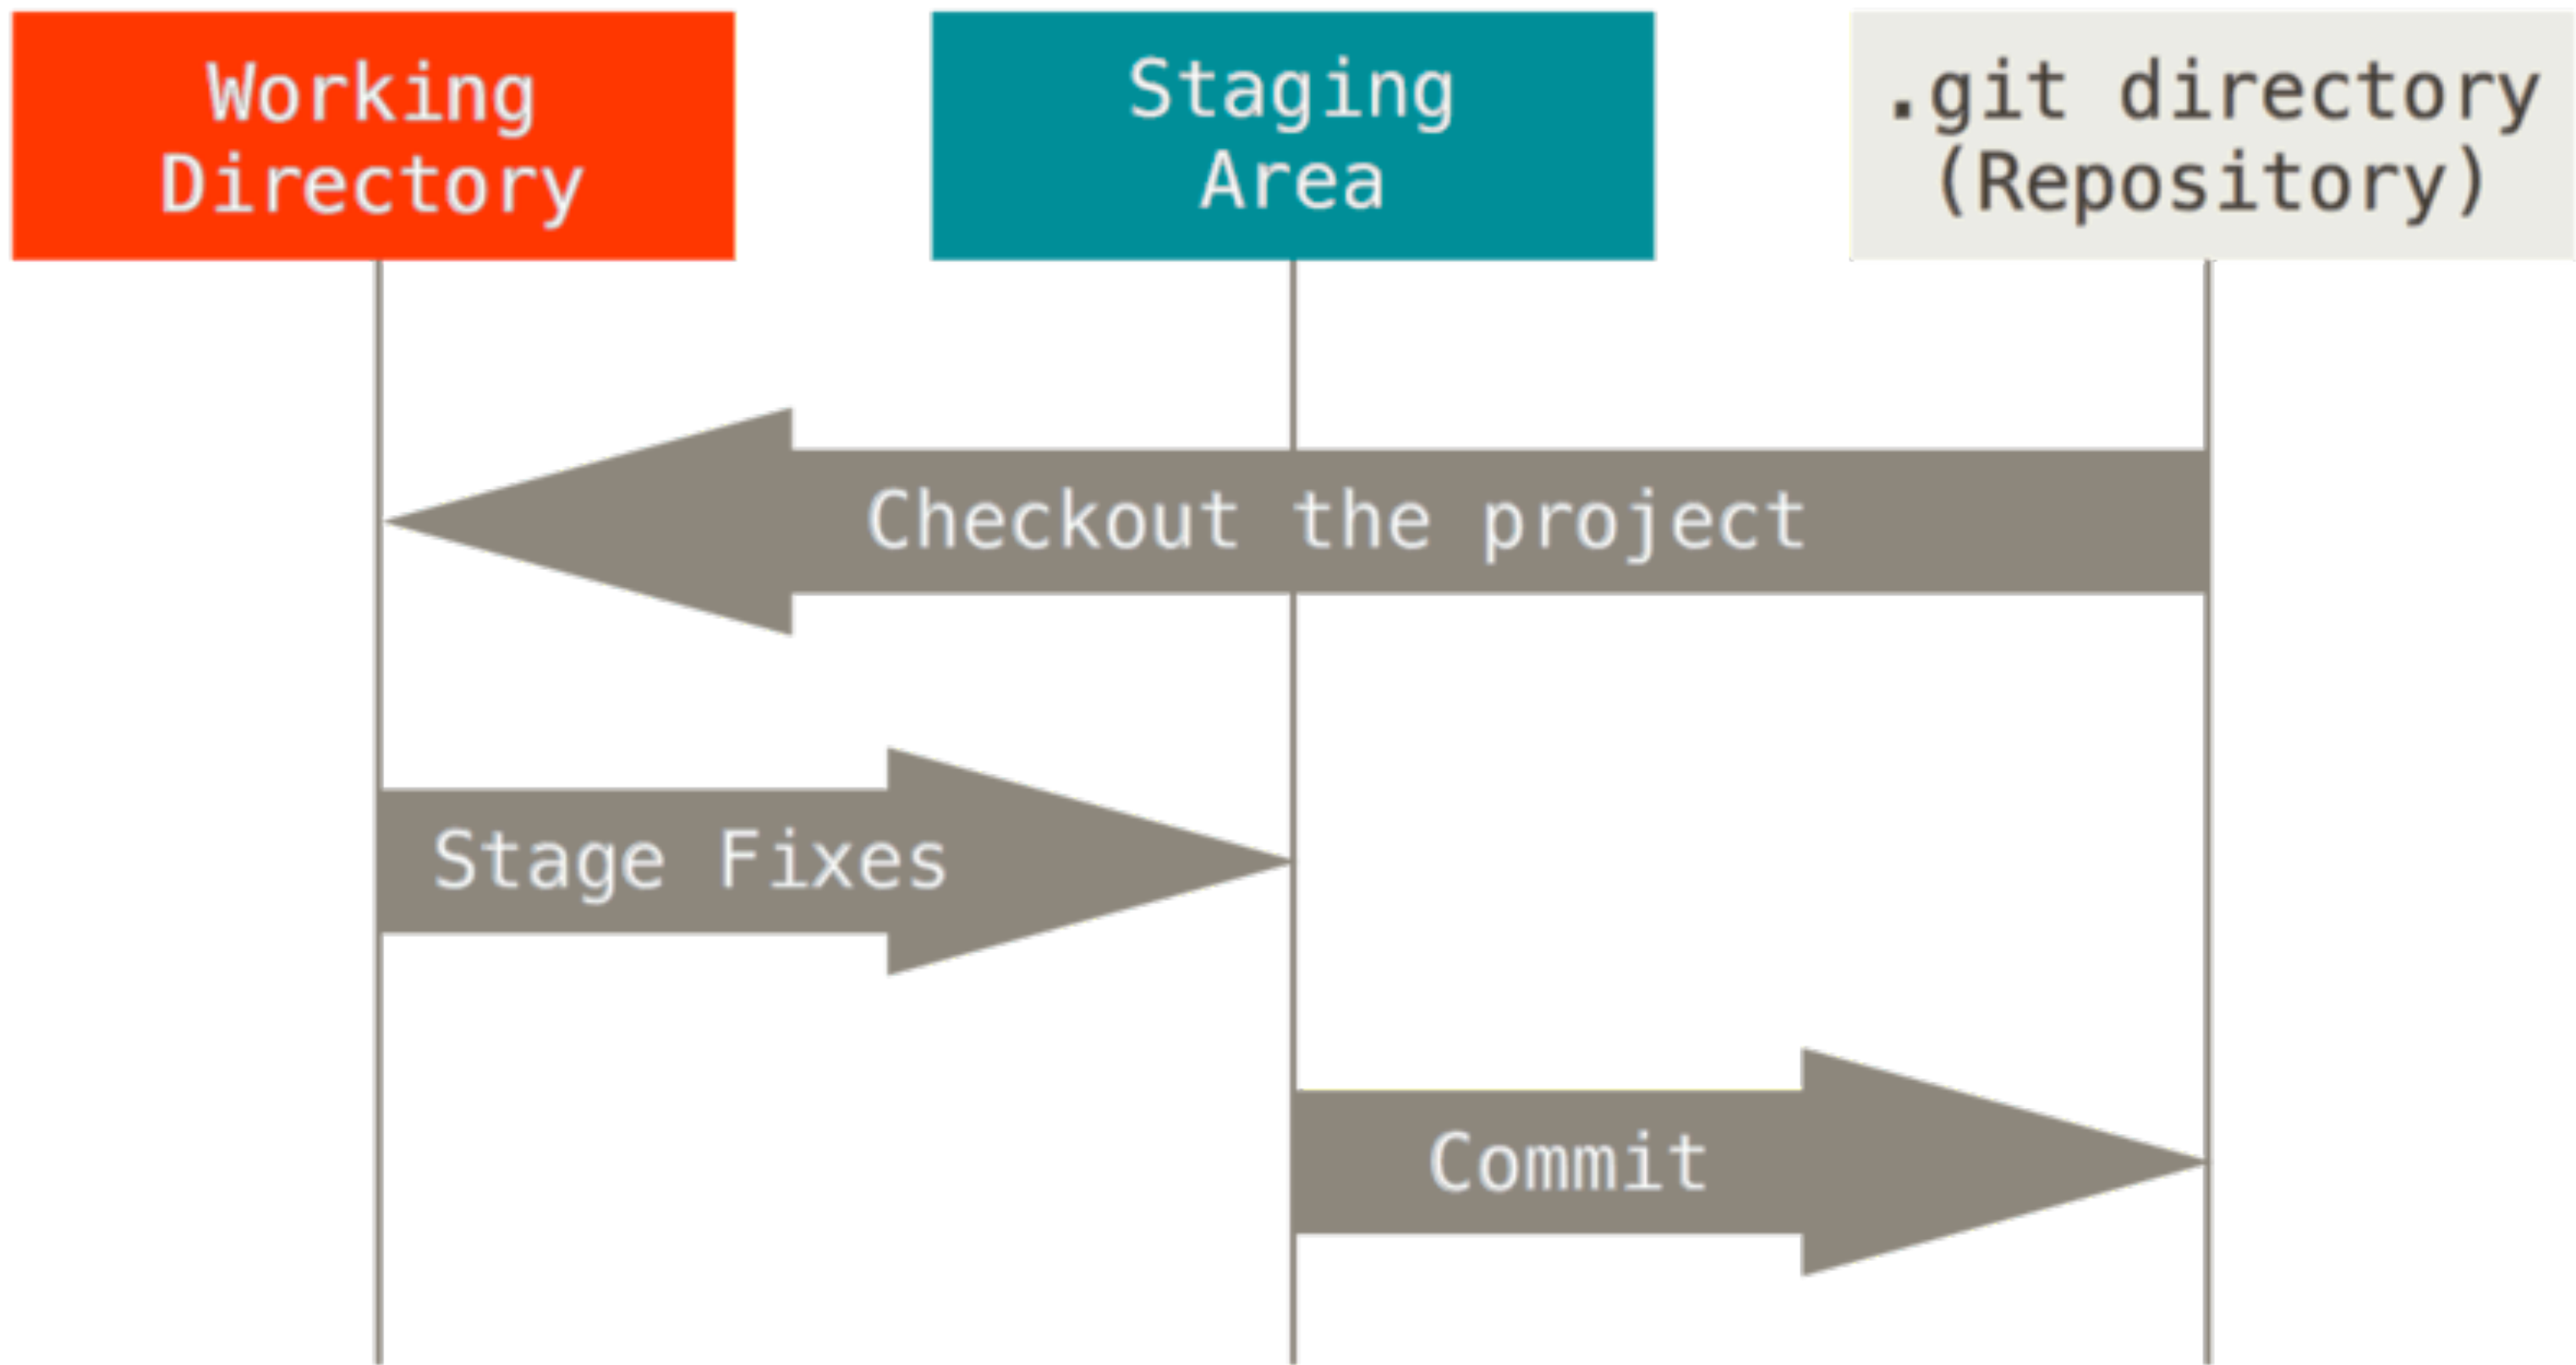 Working
Directory
Staging
Area
.git directory
(Repository)
Checkout the project
Stage Fixes
Commit